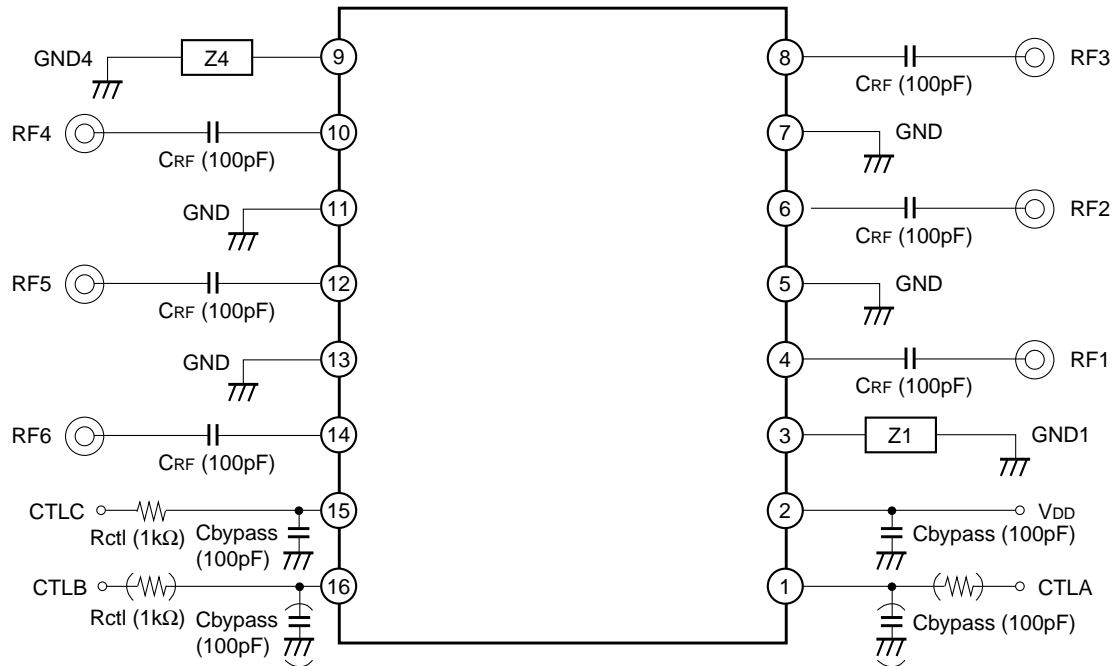 GND4 Z4 9 8 RF3
CRF (100pF)
RF4 10 7 GND
CRF (100pF)
GND 11 6 RF2
CRF (100pF)
RF5 12 5 GND
CRF (100pF)
GND 13 4 RF1
CRF (100pF)
RF6 14 3 Z1 GND1
CRF (100pF)
CTLC 15 2 VDD
Rctl (1kΩ) Cbypass Cbypass (100pF)
(100pF)
CTLB 16 1 CTLA
Rctl (1kΩ) Cbypass Cbypass (100pF)
(100pF)